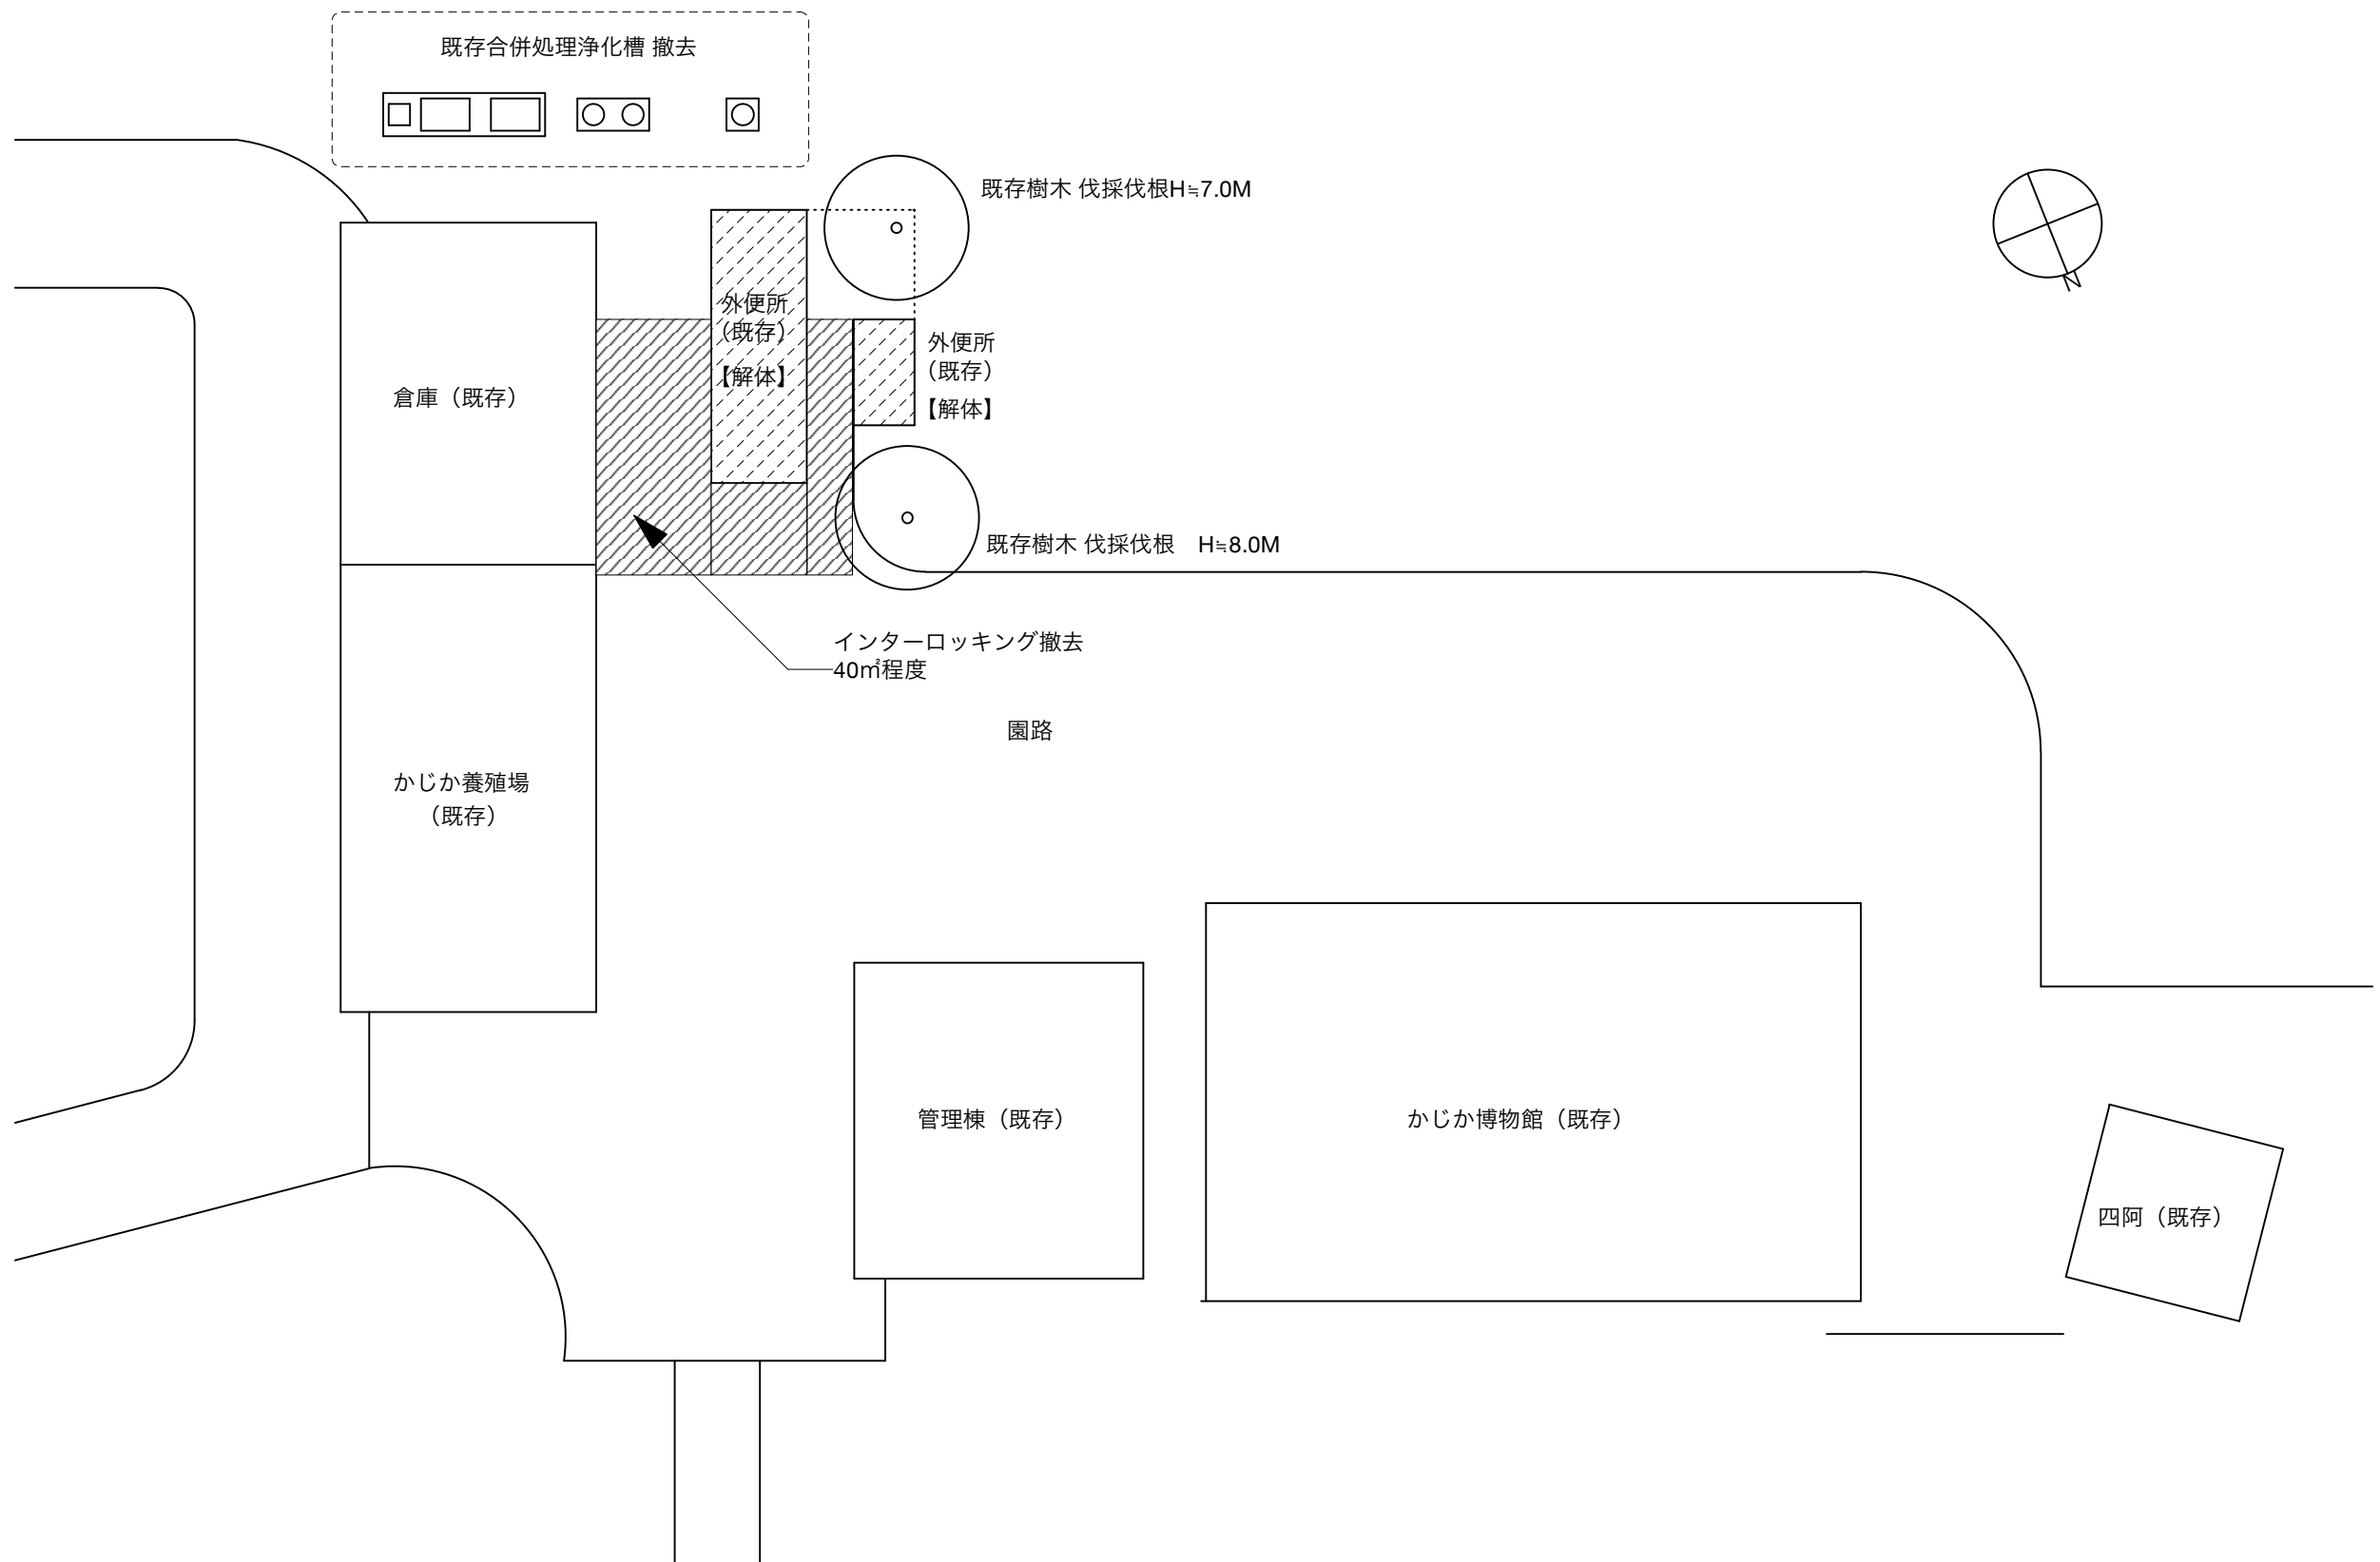 既存合併処理浄化槽 撤去
既存樹木 伐採伐根H≒7.0M
N
外便所
（既存）
【解体】
外便所
（既存）
【解体】
倉庫（既存）
既存樹木 伐採伐根　H≒8.0M
インターロッキング撤去
40㎡程度
園路
かじか養殖場
（既存）
管理棟（既存）
かじか博物館（既存）
四阿（既存）